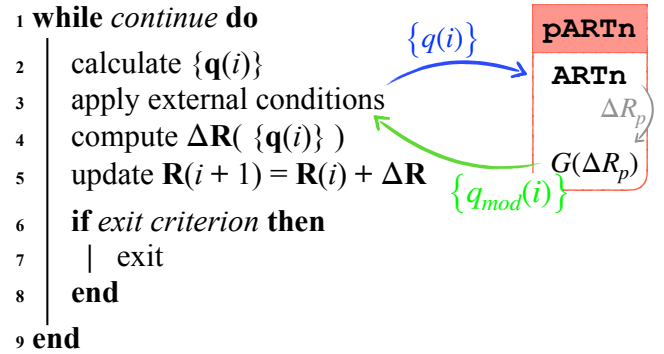 1 while continue do
2 calculate {q(i)}
3 apply external conditions
4 compute ΔR( {q(i)} )
5 update R(i + 1) = R(i) + ΔR
6 if exit criterion then
7 exit
8 end
9 end
{q(i)}
{q_mod(i)}
pARTn
ARTn
ΔR_p
G(ΔR_p)